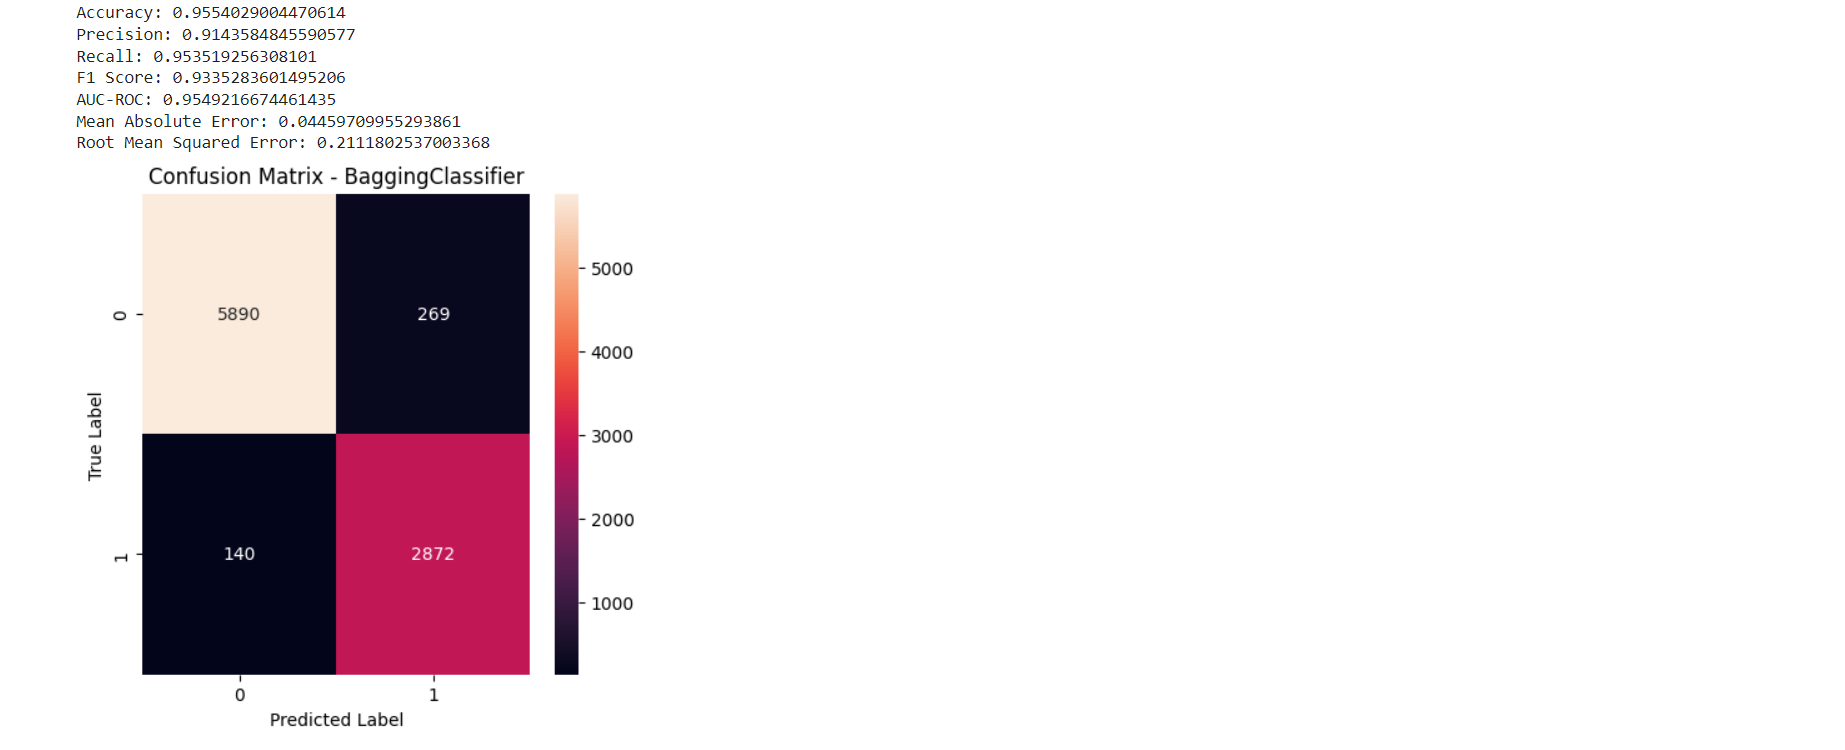 Accuracy: 0.9554029004470614
Precision: 0.9143584845590577
Recall: 0.953519256308101
F1 Score: 0.9335283601495206
AUC-ROC: 0.9549216674461435
Mean Absolute Error: 0.04459709955293861
Root Mean Squared Error: 0.2111802537003368
Confusion Matrix - BaggingClassifier
5890
269
140
2872
0
1
True Label
0
1
Predicted Label
5000
4000
3000
2000
1000